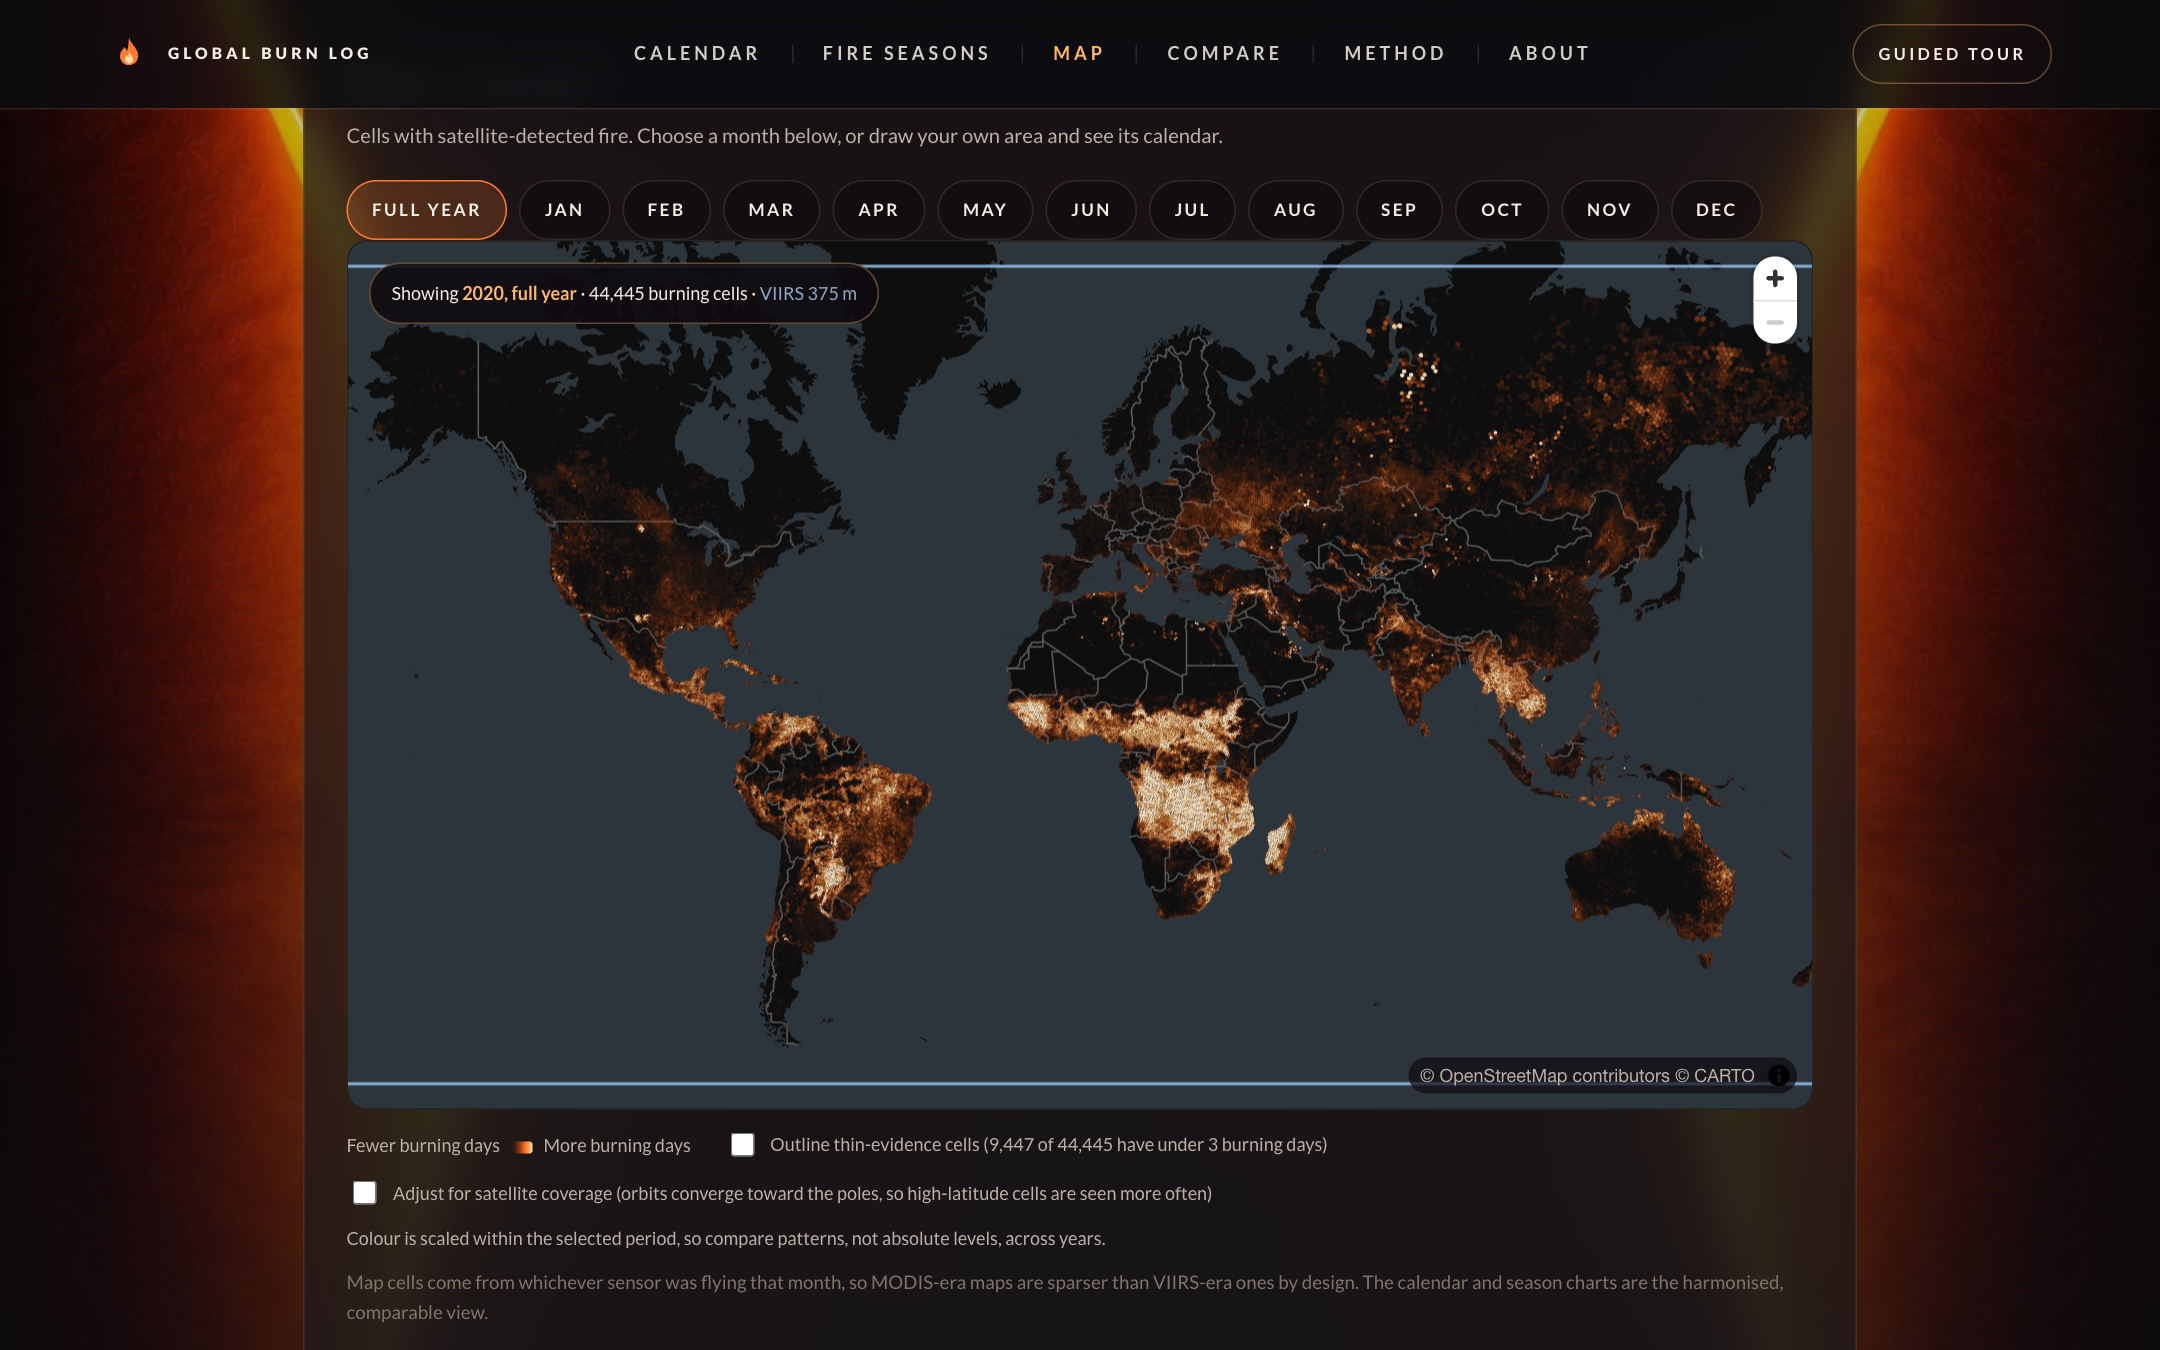 GLOBAL BURN LOG
CALENDAR
FIRE SEASONS
MAP
COMPARE
METHOD
ABOUT
GUIDED TOUR
Cells with satellite-detected fire. Choose a month below, or draw your own area and see its calendar.
FULL YEAR
JAN
FEB
MAR
APR
MAY
JUN
JUL
AUG
SEP
OCT
NOV
DEC
Showing 2020, full year · 44,445 burning cells · VIIRS 375 m
© OpenStreetMap contributors © CARTO
Fewer burning days
More burning days
Outline thin-evidence cells (9,447 of 44,445 have under 3 burning days)
Adjust for satellite coverage (orbits converge toward the poles, so high-latitude cells are seen more often)
Colour is scaled within the selected period, so compare patterns, not absolute levels, across years.
Map cells come from whichever sensor was flying that month, so MODIS-era maps are sparser than VIIRS-era ones by design. The calendar and season charts are the harmonised,
comparable view.